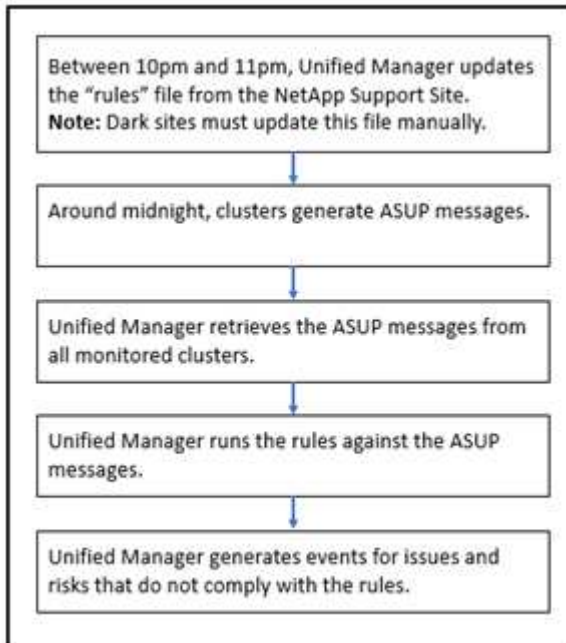 Between 10pm and 11pm, Unified Manager updates
the “rules” file from the NetApp Support Site.
Note: Dark sites must update this file manually.
Around midnight, clusters generate ASUP messages.
Unified Manager retrieves the ASUP messages from
all monitored clusters.
Unified Manager runs the rules against the ASUP
messages.
Unified Manager generates events for issues and
risks that do not comply with the rules.